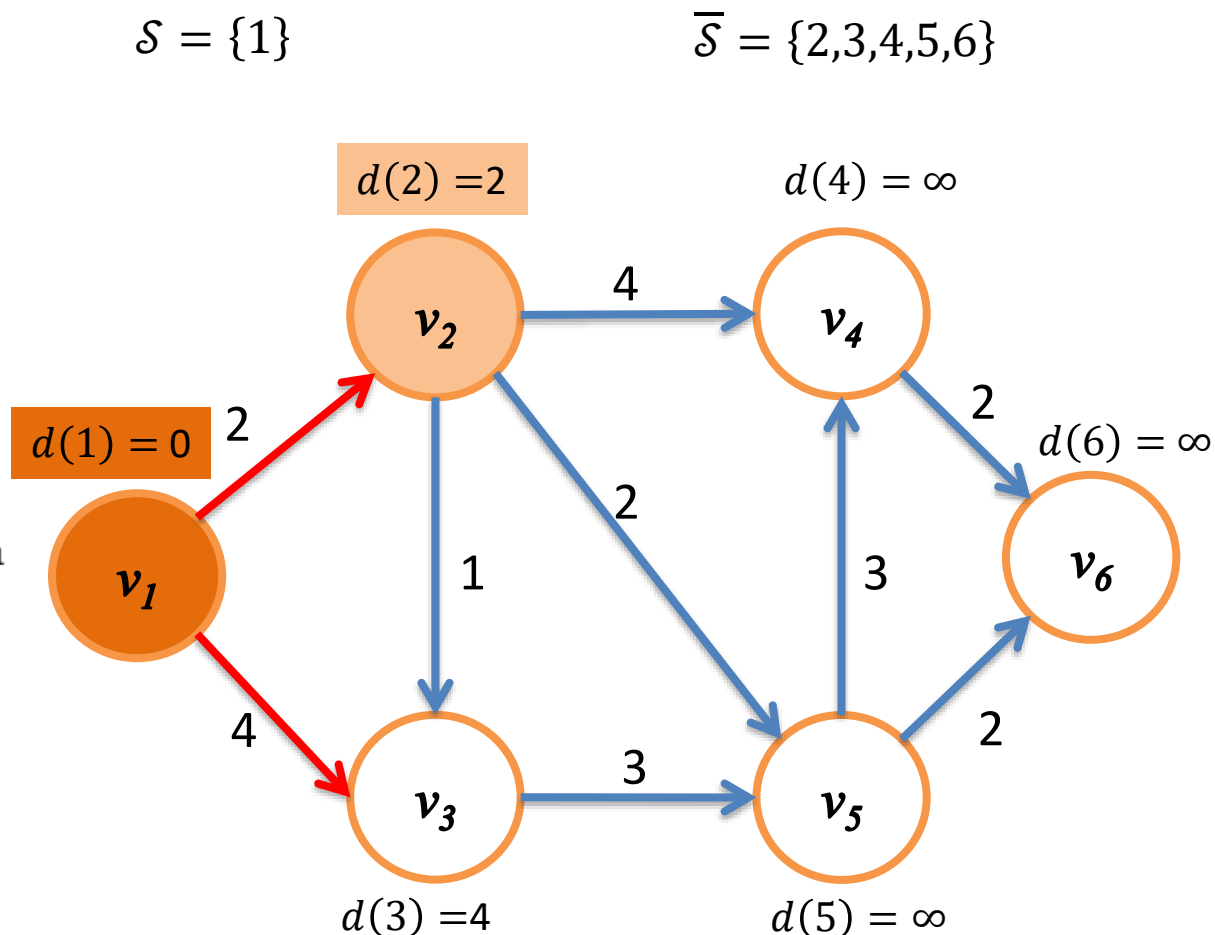 𝒮 = {1}
𝒮̅ = {2,3,4,5,6}
d(2) =2
d(4) = ∞
4
v₂
v₄
2
2
d(1) = 0
d(6) = ∞
2
1
3
v₁
v₆
4
3
2
v₃
v₅
d(3) =4
d(5) = ∞